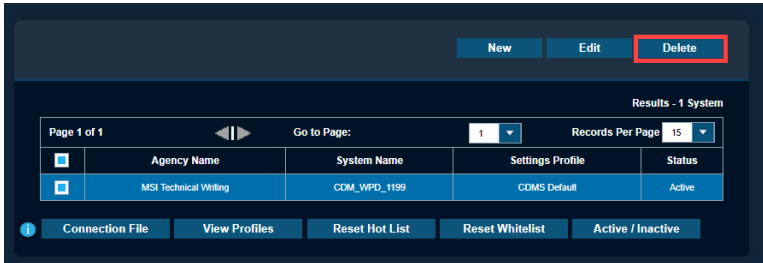 New Edit Delete
Results - 1 System
Page 1 of 1 Go to Page: 1 Records Per Page 15
Agency Name System Name Settings Profile Status
MSI Technical Writing CDM_WPD_1199 CDMS Default Active
Connection File View Profiles Reset Hot List Reset Whitelist Active / Inactive